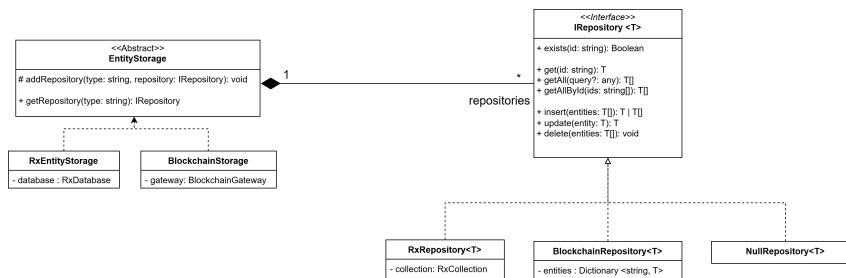 <<Abstract>>
EntityStorage
# addRepository(type: string, repository: IRepository): void
+ getRepository(type: string): IRepository
1
*
repositories
<<Interface>>
IRepository <T>
+ exists(id: string): Boolean
+ get(id: string): T
+ getAll(query?: any): T[]
+ getAllById(ids: string[]): T[]
+ insert(entities: T[]): T | T[]
+ update(entity: T): T
+ delete(entities: T[]): void
RxEntityStorage
- database : RxDatabase
BlockchainStorage
- gateway: BlockchainGateway
RxRepository<T>
- collection: RxCollection
BlockchainRepository<T>
- entities : Dictionary <string, T>
NullRepository<T>